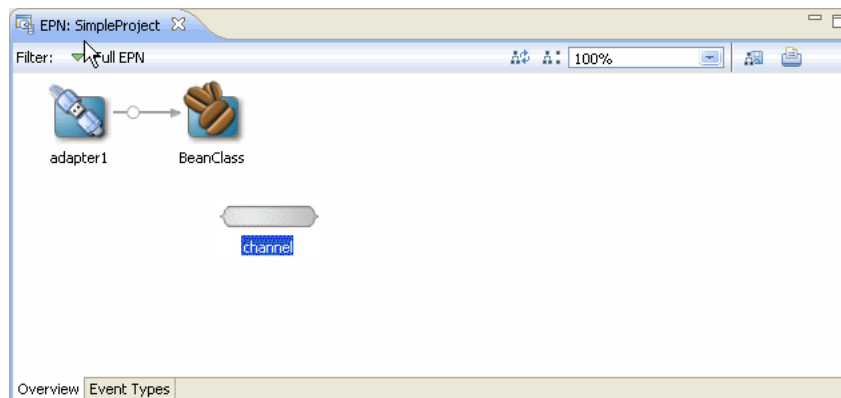 EPN: SimpleProject
Filter: Full EPN 100%
adapter1 BeanClass
channel
Overview Event Types